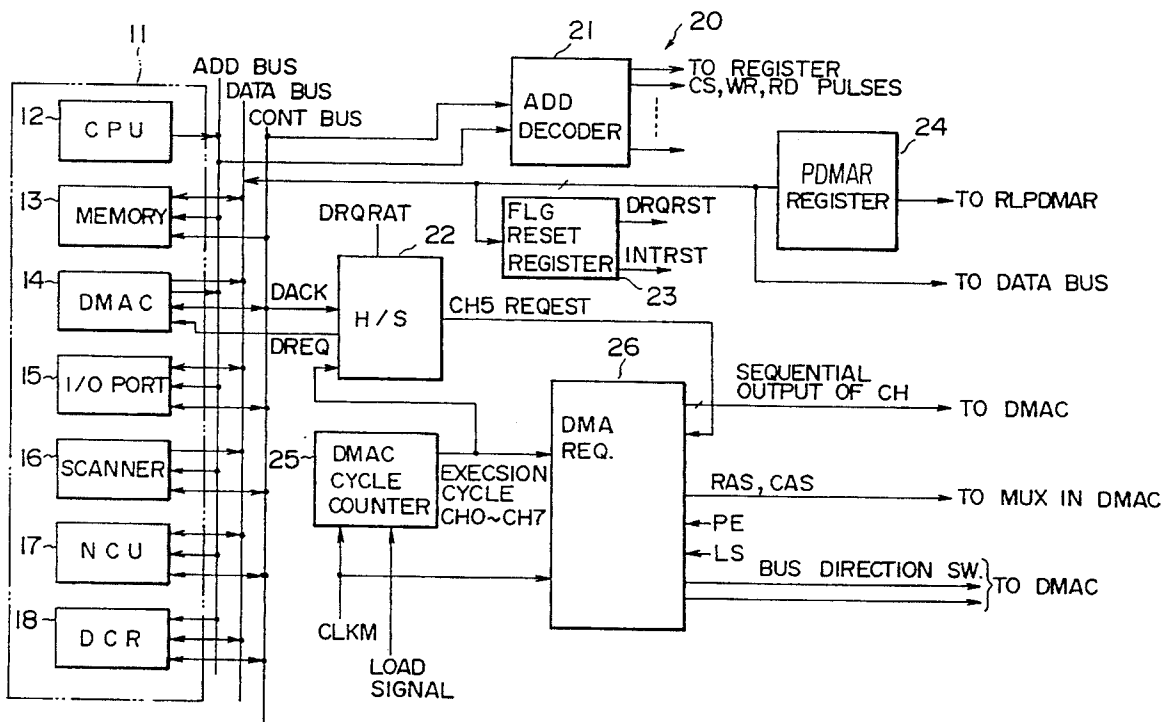 11
20
21
ADD BUS
DATA BUS
CONT BUS
ADD
DECODER
TO REGISTER
CS, WR, RD PULSES
12
CPU
24
PDMAR
REGISTER
TO RLPDMAR
13
MEMORY
DRQRAT
22
FLG
RESET
REGISTER
DRQRST
INTRST
23
TO DATA BUS
14
DMAC
DACK
H/S
CH5 REQEST
DREQ
26
15
I/O PORT
SEQUENTIAL
OUTPUT OF CH
TO DMAC
DMA
REQ.
16
SCANNER
25
DMAC
CYCLE
COUNTER
EXECSION
CYCLE
CH0~CH7
RAS, CAS
TO MUX IN DMAC
17
NCU
PE
LS
BUS DIRECTION SW.
TO DMAC
18
DCR
CLKM
LOAD
SIGNAL